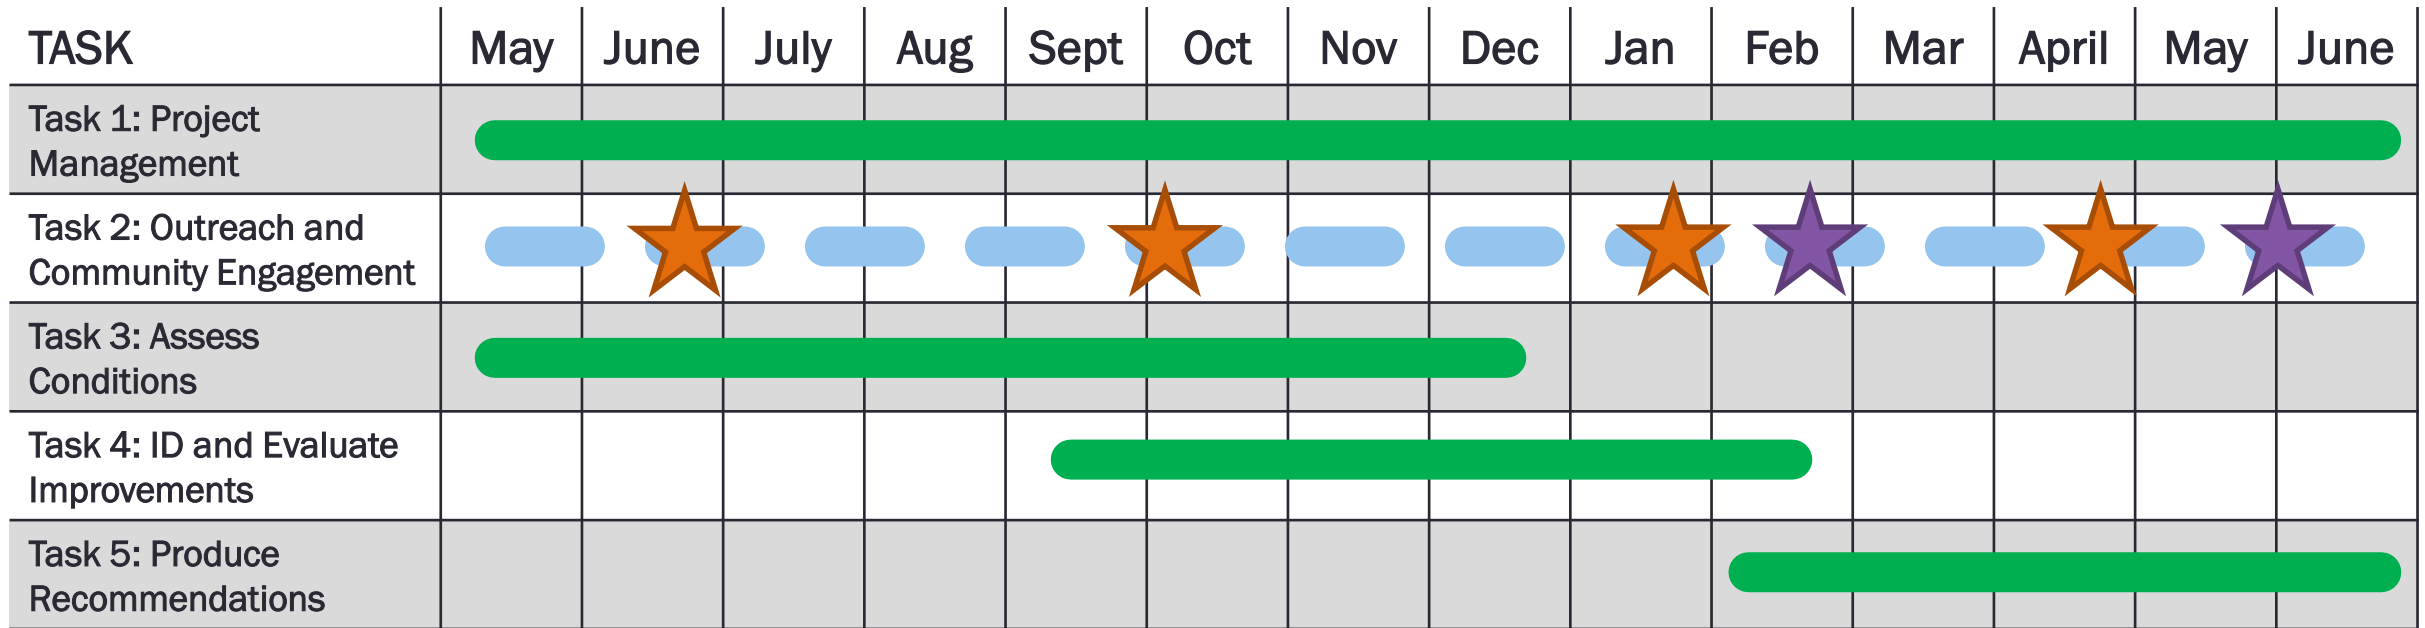 TASK May June July Aug Sept Oct Nov Dec Jan Feb Mar April May June
Task 1: Project
Management
Task 2: Outreach and
Community Engagement
Task 3: Assess
Conditions
Task 4: ID and Evaluate
Improvements
Task 5: Produce
Recommendations